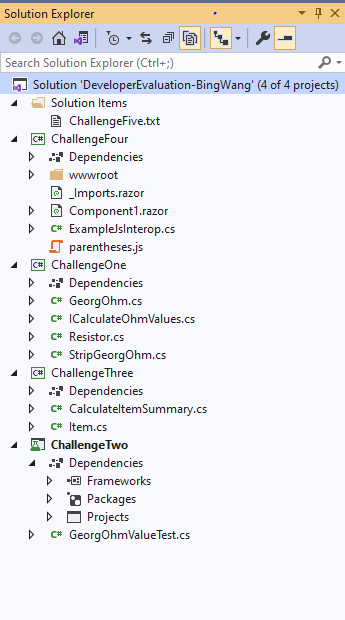 Solution Explorer
Search Solution Explorer (Ctrl+;)
Solution 'DeveloperEvaluation-BingWang' (4 of 4 projects)
Solution Items
ChallengeFive.txt
C# ChallengeFour
Dependencies
wwwroot
_Imports.razor
Component1.razor
C# ExampleJsInterop.cs
parentheses.js
C# ChallengeOne
Dependencies
C# GeorgOhm.cs
C# ICalculateOhmValues.cs
C# Resistor.cs
C# StripGeorgOhm.cs
C# ChallengeThree
Dependencies
C# CalculateItemSummary.cs
C# Item.cs
ChallengeTwo
Dependencies
Frameworks
Packages
Projects
C# GeorgOhmValueTest.cs